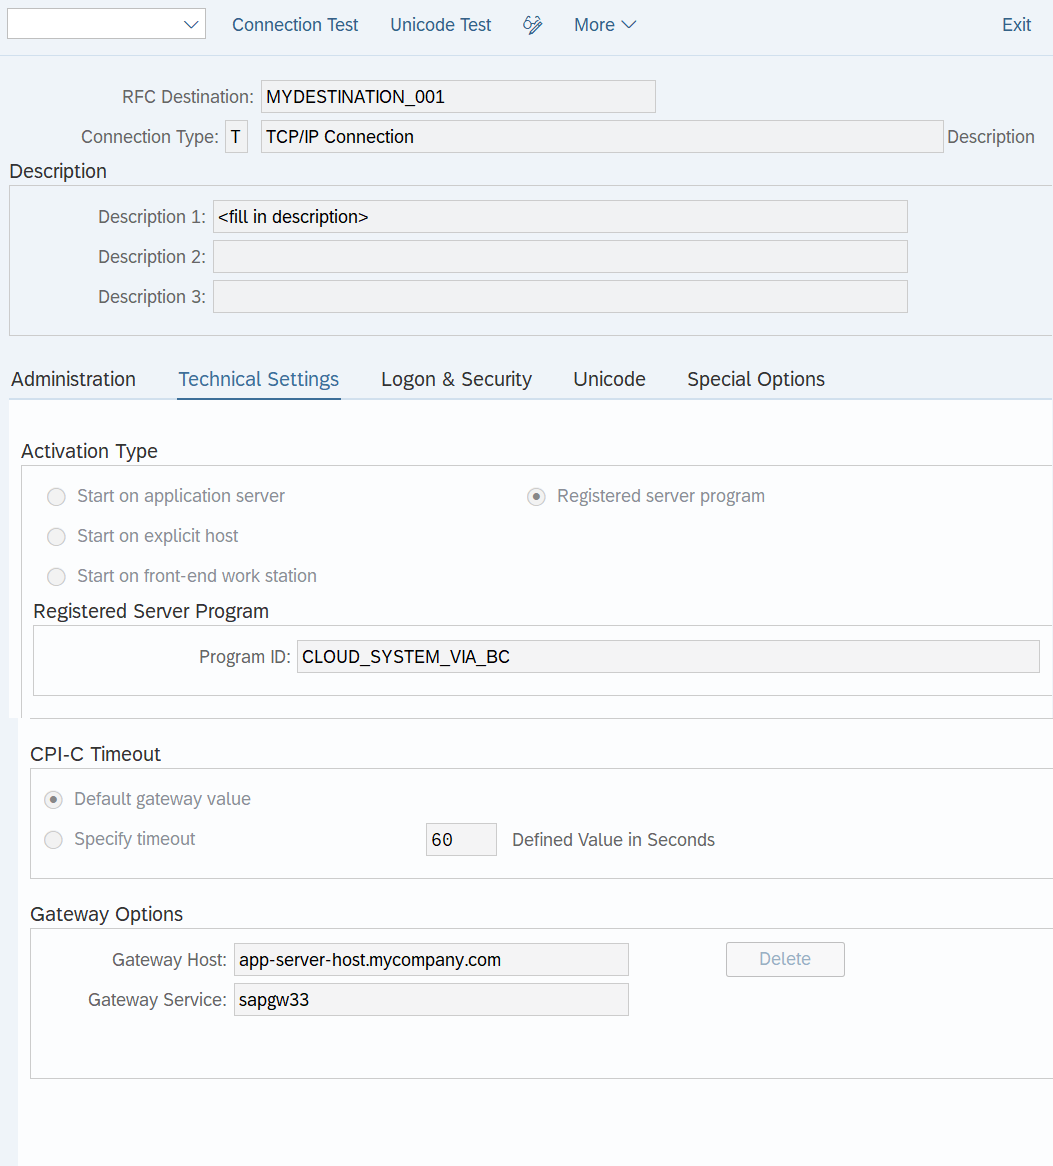 Connection Test Unicode Test More Exit
RFC Destination: MYDESTINATION_001
Connection Type: T TCP/IP Connection Description
Description
Description 1: <fill in description>
Description 2:
Description 3:
Administration Technical Settings Logon & Security Unicode Special Options
Activation Type
Start on application server Registered server program
Start on explicit host
Start on front-end work station
Registered Server Program
Program ID: CLOUD_SYSTEM_VIA_BC
CPI-C Timeout
Default gateway value
Specify timeout 60 Defined Value in Seconds
Gateway Options
Gateway Host: app-server-host.mycompany.com Delete
Gateway Service: sapgw33